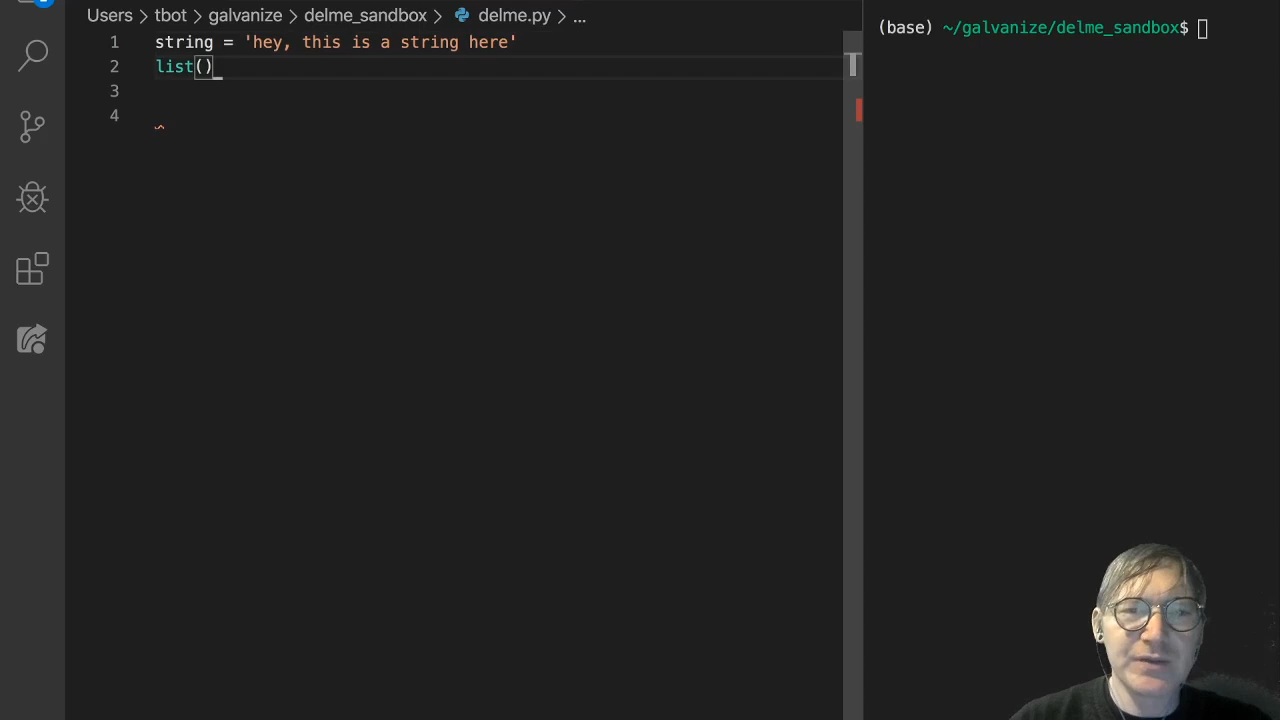 Users > tbot > galvanize > delme_sandbox > delme.py > ...
1 string = 'hey, this is a string here'
2 list()
3
4
(base) ~/galvanize/delme_sandbox$